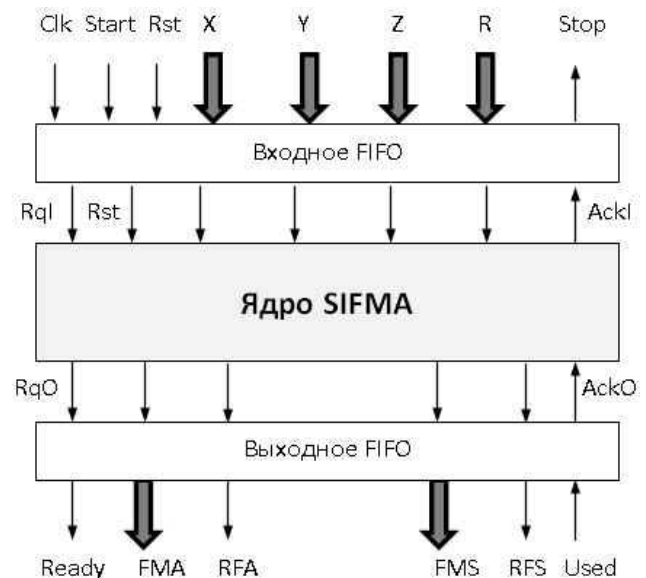 Clk Start Rst X Y Z R Stop
Входное FIFO
RqI Rst AckI
Ядро SIFMA
RqO AckO
Выходное FIFO
Ready FMA RFA FMS RFS Used